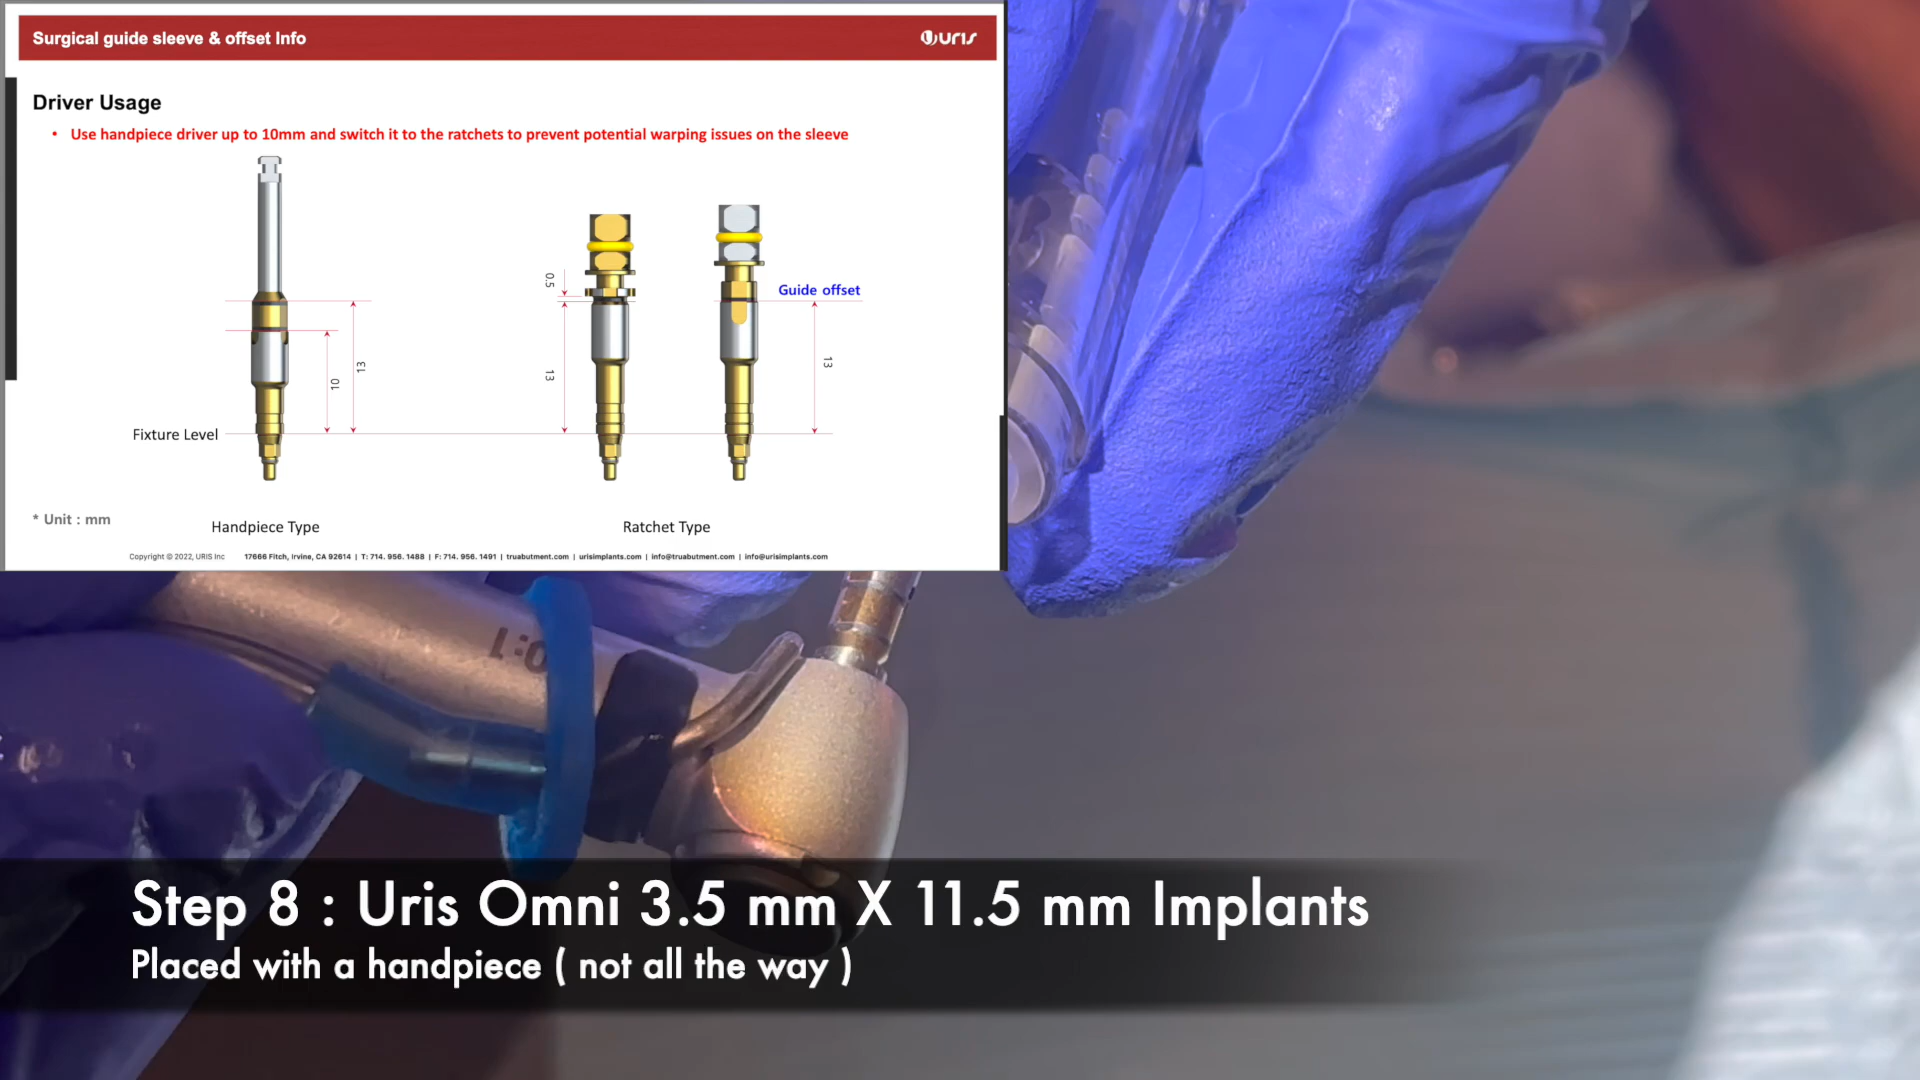 Surgical guide sleeve & offset Info
uris
Driver Usage
• Use handpiece driver up to 10mm and switch it to the ratchets to prevent potential warping issues on the sleeve
0.5
Guide offset
13
10
13
13
Fixture Level
* Unit : mm
Handpiece Type
Ratchet Type
Copyright © 2022, URIS Inc 17666 Fitch, Irvine, CA 92614 | T: 714. 956. 1488 | F: 714. 956. 1491 | truabutment.com | urisimplants.com | info@truabutment.com | info@urisimplants.com
Step 8 : Uris Omni 3.5 mm X 11.5 mm Implants
Placed with a handpiece ( not all the way )